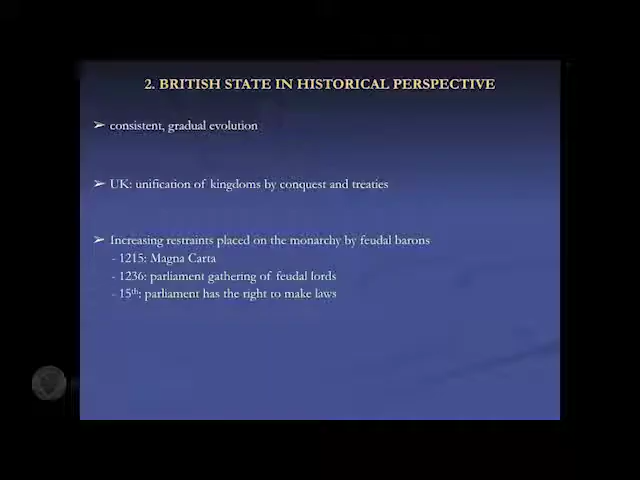 2. BRITISH STATE IN HISTORICAL PERSPECTIVE
➢ consistent, gradual evolution
➢ UK: unification of kingdoms by conquest and treaties
➢ Increasing restraints placed on the monarchy by feudal barons
- 1215: Magna Carta
- 1236: parliament gathering of feudal lords
- 15th: parliament has the right to make laws